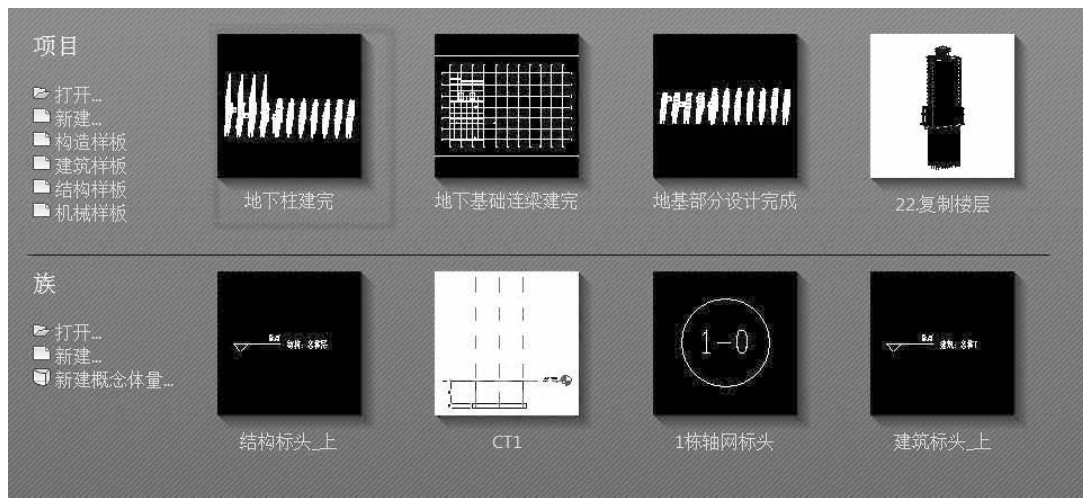 项目
打开...
新建...
构造样板
建筑样板
结构样板
机械样板
地下柱建完
地下基础连梁建完
地基部分设计完成
22.复制楼层
族
打开...
新建...
新建概念体量...
1-0
结构标头_上
CT1
1栋轴网标头
建筑标头_上